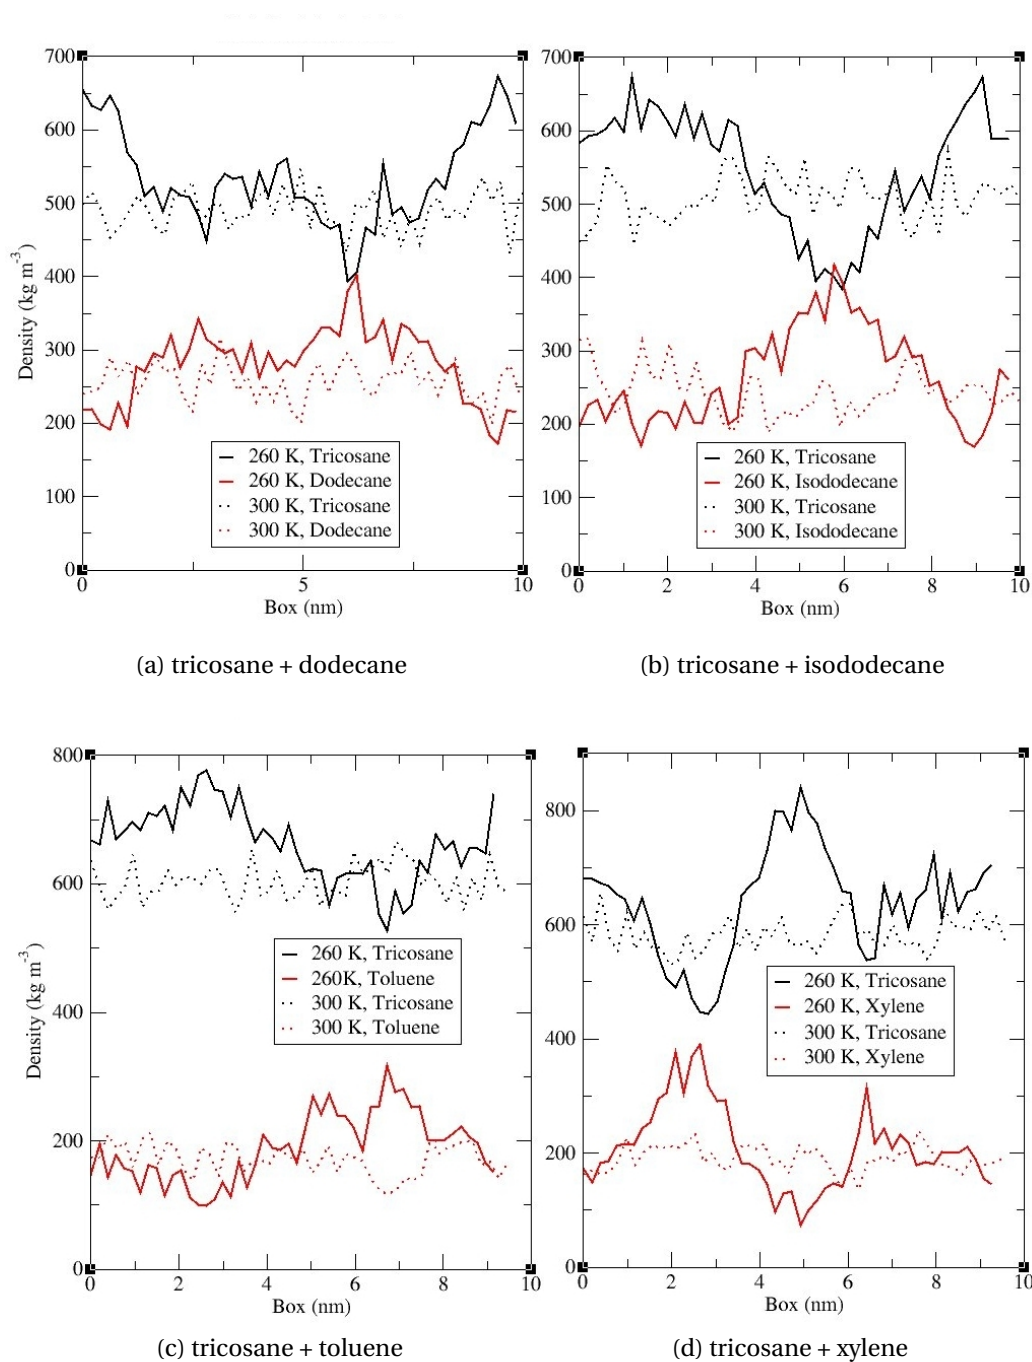 700
600
500
400
300
200
100
0
Density (kg m-3)
260 K, Tricosane
260 K, Dodecane
300 K, Tricosane
300 K, Dodecane
0 5 10
Box (nm)
(a) tricosane + dodecane
700
600
500
400
300
200
100
0
260 K, Tricosane
260 K, Isododecane
300 K, Tricosane
300 K, Isododecane
0 2 4 6 8 10
Box (nm)
(b) tricosane + isododecane
800
600
400
200
0
Density (kg m-3)
260 K, Tricosane
260K, Toluene
300 K, Tricosane
300 K, Toluene
0 2 4 6 8 10
Box (nm)
(c) tricosane + toluene
800
600
400
200
0
260 K, Tricosane
260 K, Xylene
300 K, Tricosane
300 K, Xylene
0 2 4 6 8 10
Box (nm)
(d) tricosane + xylene